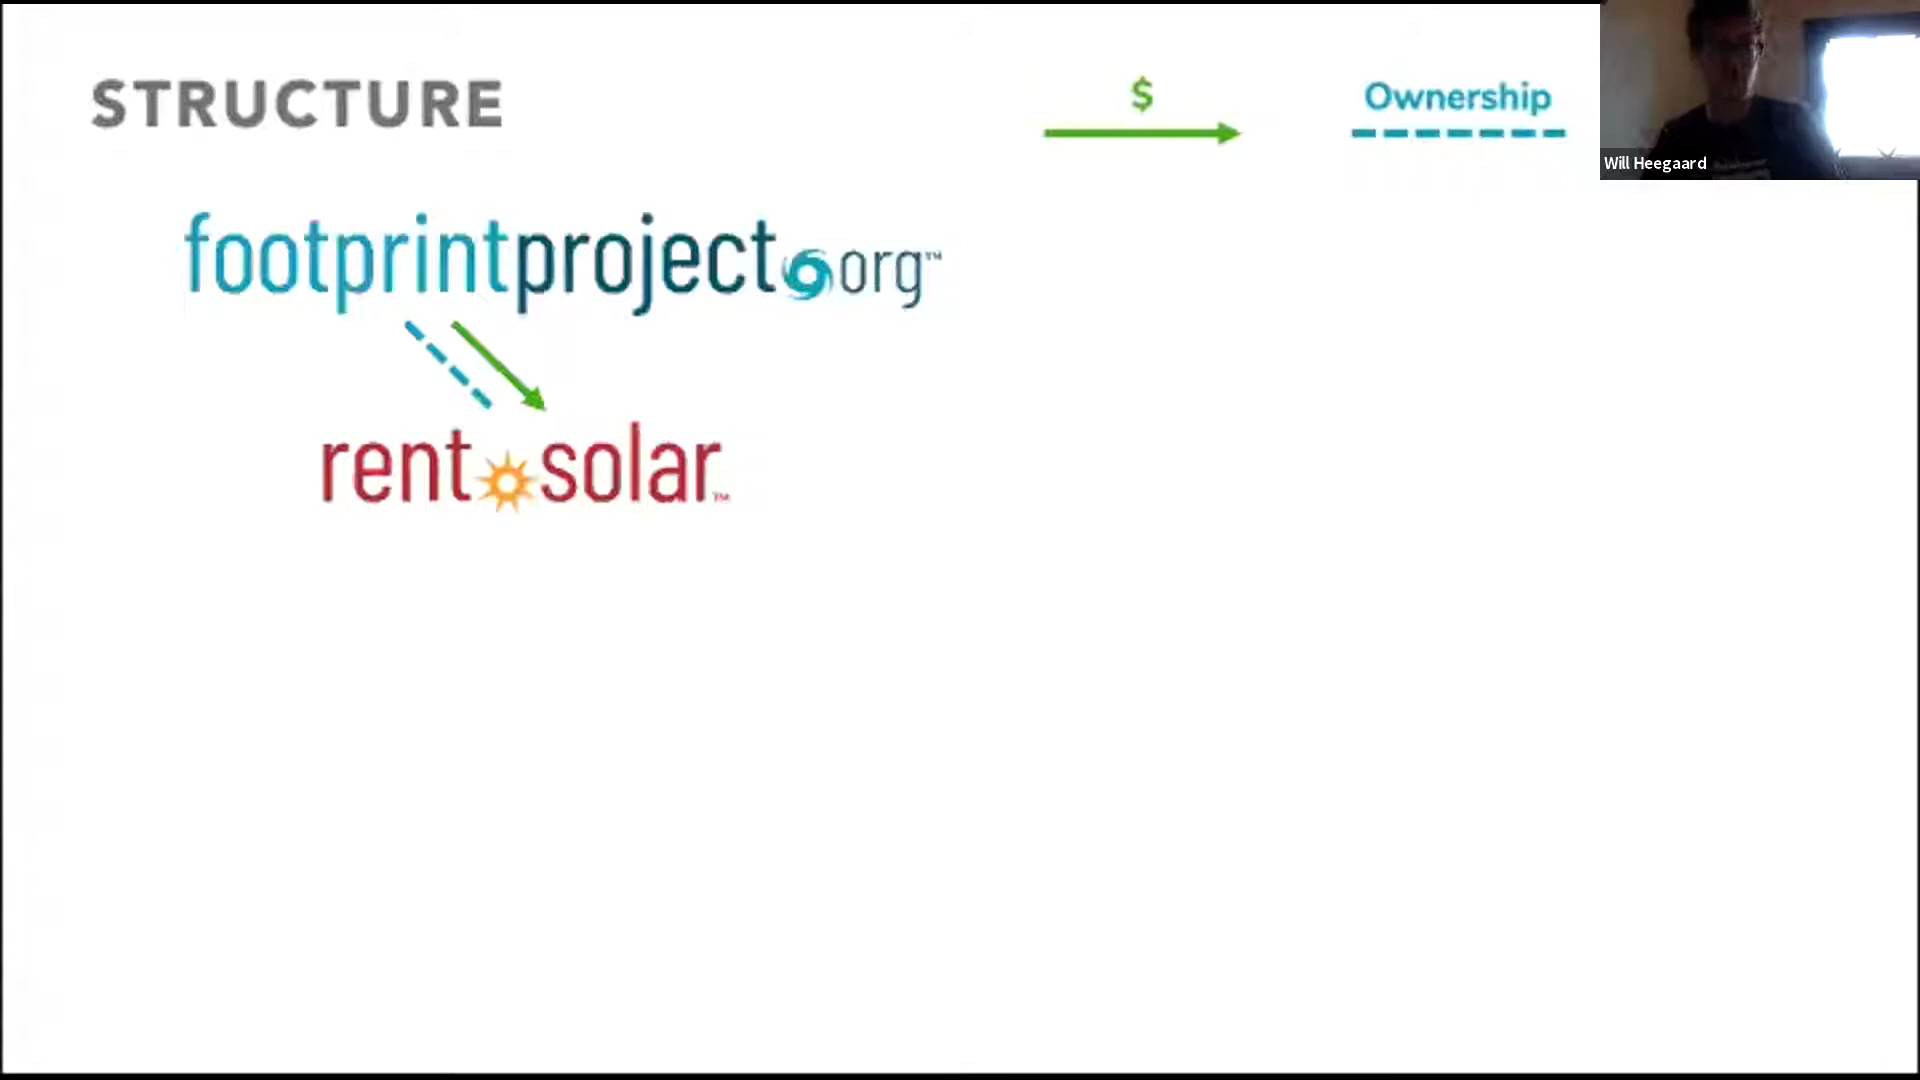 STRUCTURE
$
Ownership
Will Heegaard
footprintproject.org™
rent solar™